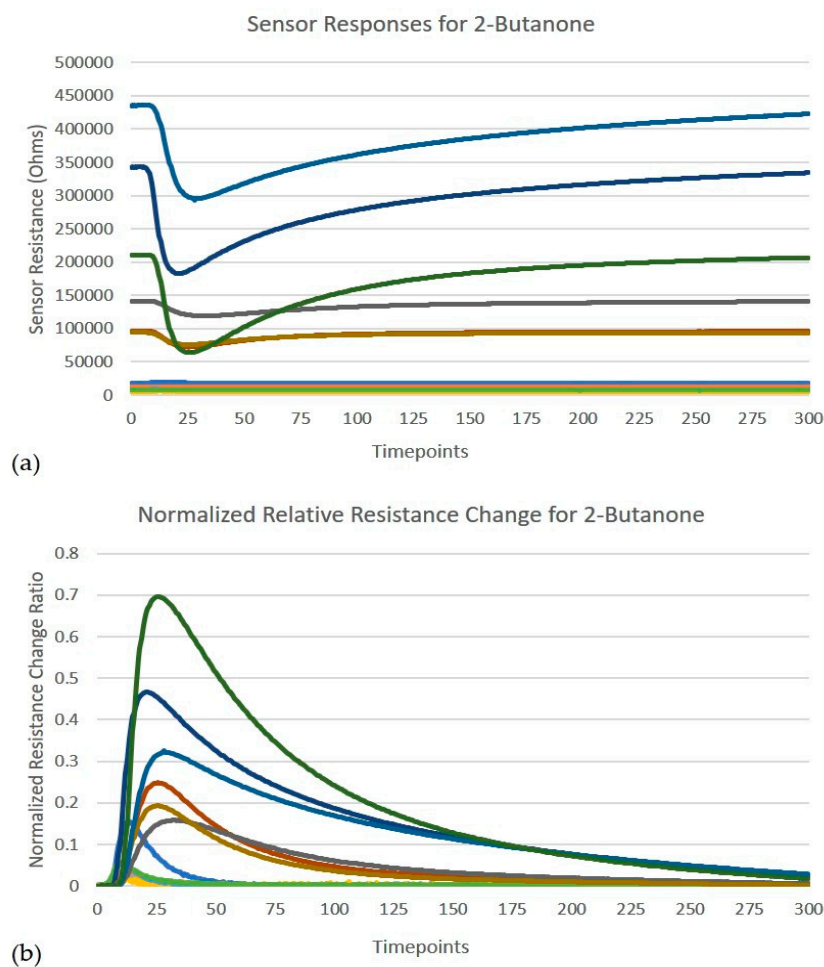 Sensor Responses for 2-Butanone
500000
450000
400000
350000
300000
250000
200000
150000
100000
50000
0
Sensor Resistance (Ohms)
0 25 50 75 100 125 150 175 200 225 250 275 300
Timepoints
(a)
Normalized Relative Resistance Change for 2-Butanone
0.8
0.7
0.6
0.5
0.4
0.3
0.2
0.1
0
Normalized Resistance Change Ratio
0 25 50 75 100 125 150 175 200 225 250 275 300
Timepoints
(b)